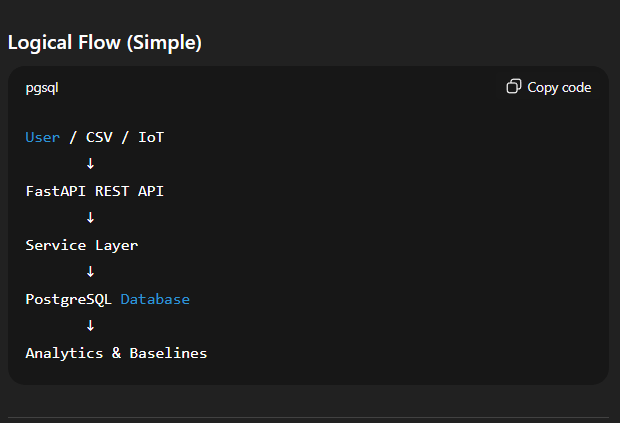 Logical Flow (Simple)
pgsql
Copy code
User / CSV / IoT
↓
FastAPI REST API
↓
Service Layer
↓
PostgreSQL Database
↓
Analytics & Baselines